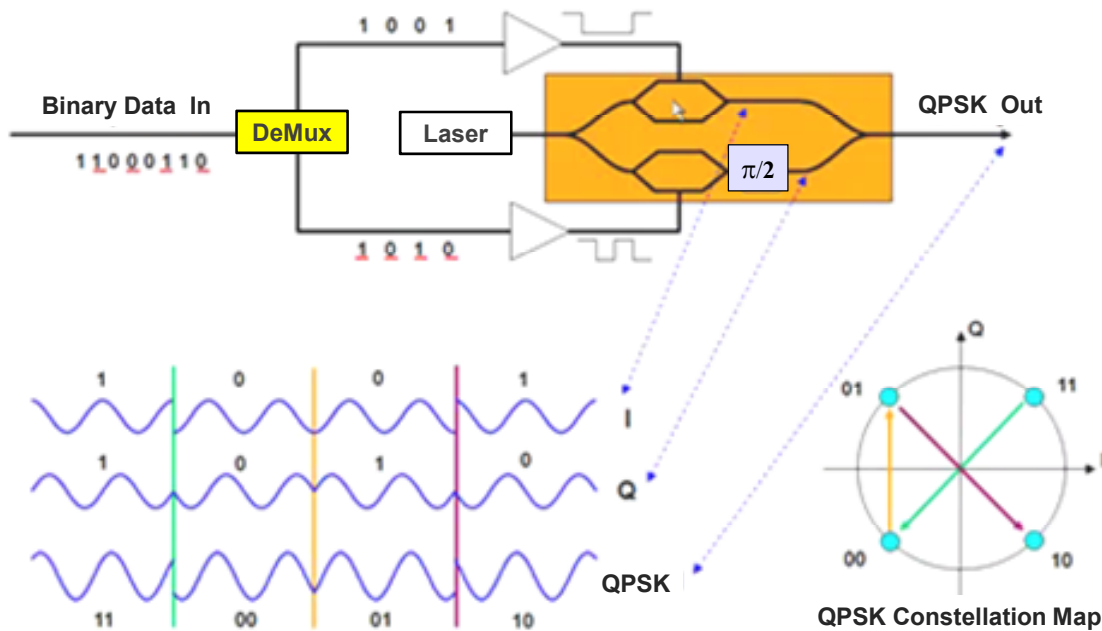 1 0 0 1
Binary Data In
DeMux
Laser
QPSK Out
1 1 0 0 0 1 1 0
π/2
1 0 1 0
1 0 0 1
I
1 0 1 0
Q
QPSK
11 00 01 10
Q
01 11
I
00 10
QPSK Constellation Map